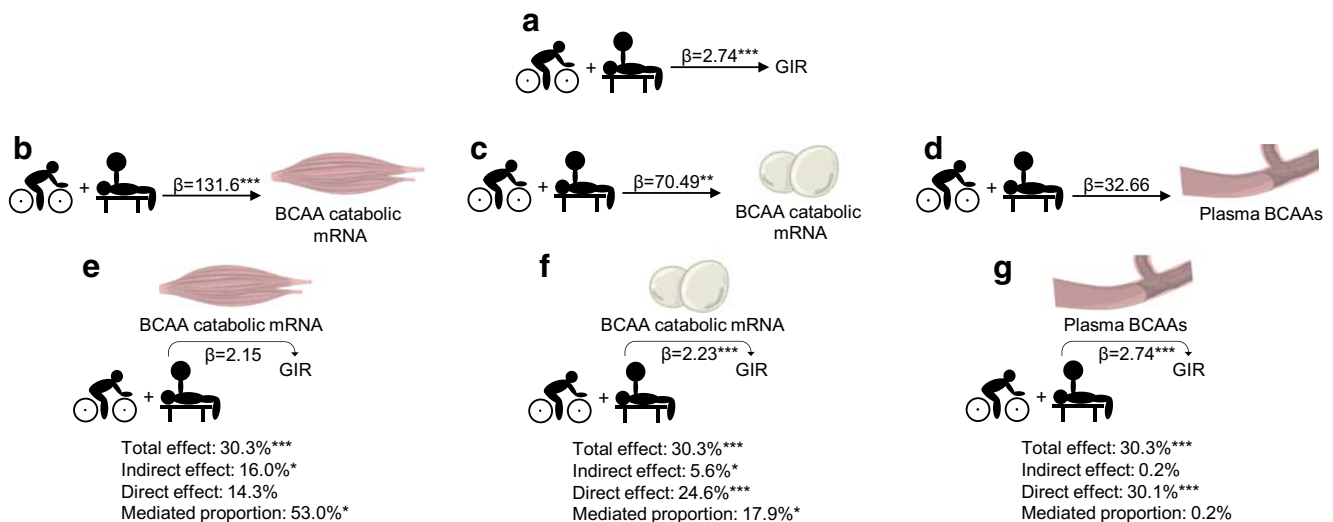 a
+
β=2.74***
GIR
b
+
β=131.6***
BCAA catabolic
mRNA
c
+
β=70.49**
BCAA catabolic
mRNA
d
+
β=32.66
Plasma BCAAs
e
BCAA catabolic mRNA
β=2.15
GIR
+
Total effect: 30.3%***
Indirect effect: 16.0%*
Direct effect: 14.3%
Mediated proportion: 53.0%*
f
BCAA catabolic mRNA
β=2.23***
GIR
+
Total effect: 30.3%***
Indirect effect: 5.6%*
Direct effect: 24.6%***
Mediated proportion: 17.9%*
g
Plasma BCAAs
β=2.74***
GIR
+
Total effect: 30.3%***
Indirect effect: 0.2%
Direct effect: 30.1%***
Mediated proportion: 0.2%